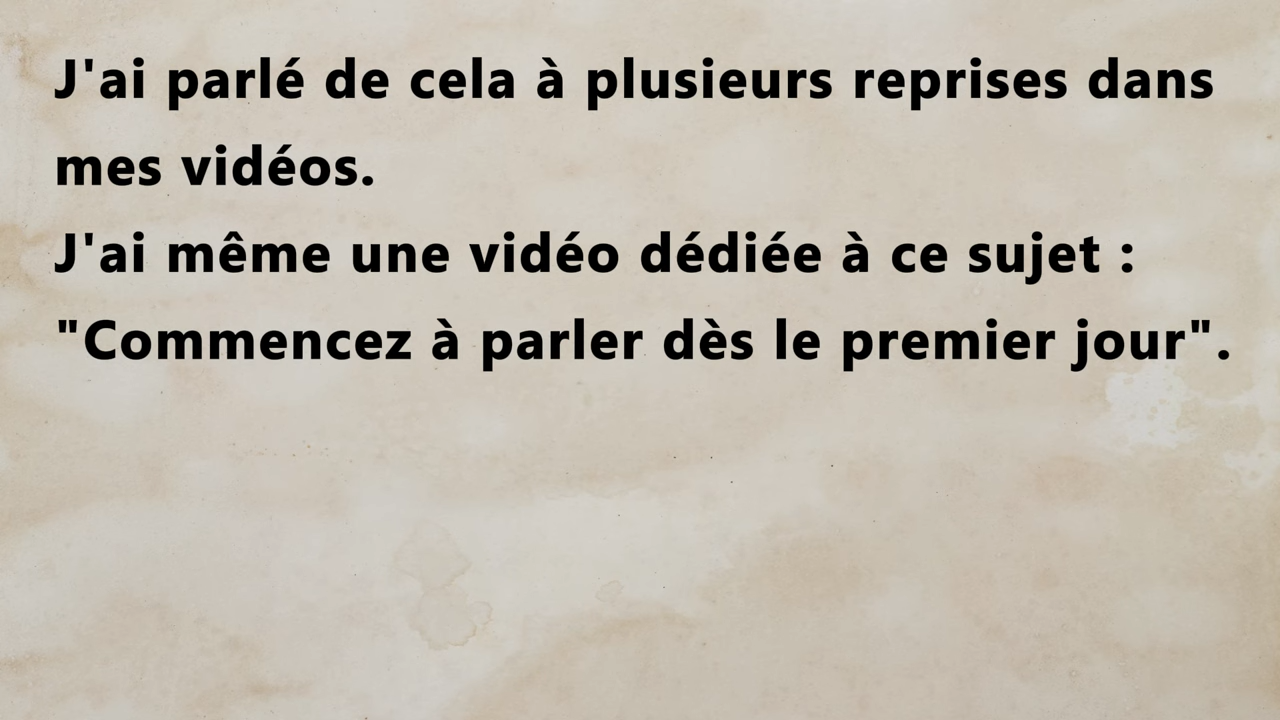 J'ai parlé de cela à plusieurs reprises dans
mes vidéos.
J'ai même une vidéo dédiée à ce sujet :
"Commencez à parler dès le premier jour".